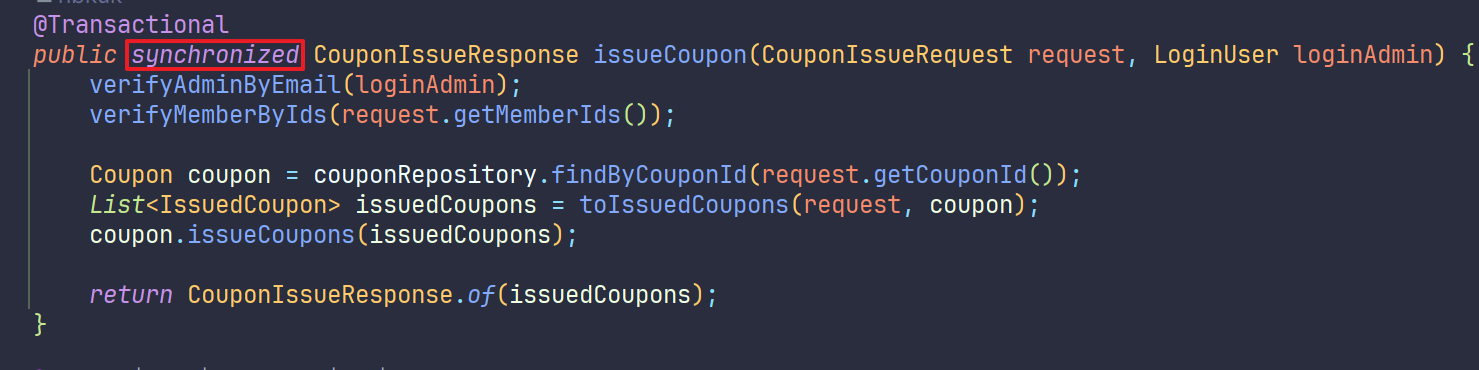 @Transactional
public synchronized CouponIssueResponse issueCoupon(CouponIssueRequest request, LoginUser loginAdmin) {
verifyAdminByEmail(loginAdmin);
verifyMemberByIds(request.getMemberIds());
Coupon coupon = couponRepository.findByCouponId(request.getCouponId());
List<IssuedCoupon> issuedCoupons = toIssuedCoupons(request, coupon);
coupon.issueCoupons(issuedCoupons);
return CouponIssueResponse.of(issuedCoupons);
}